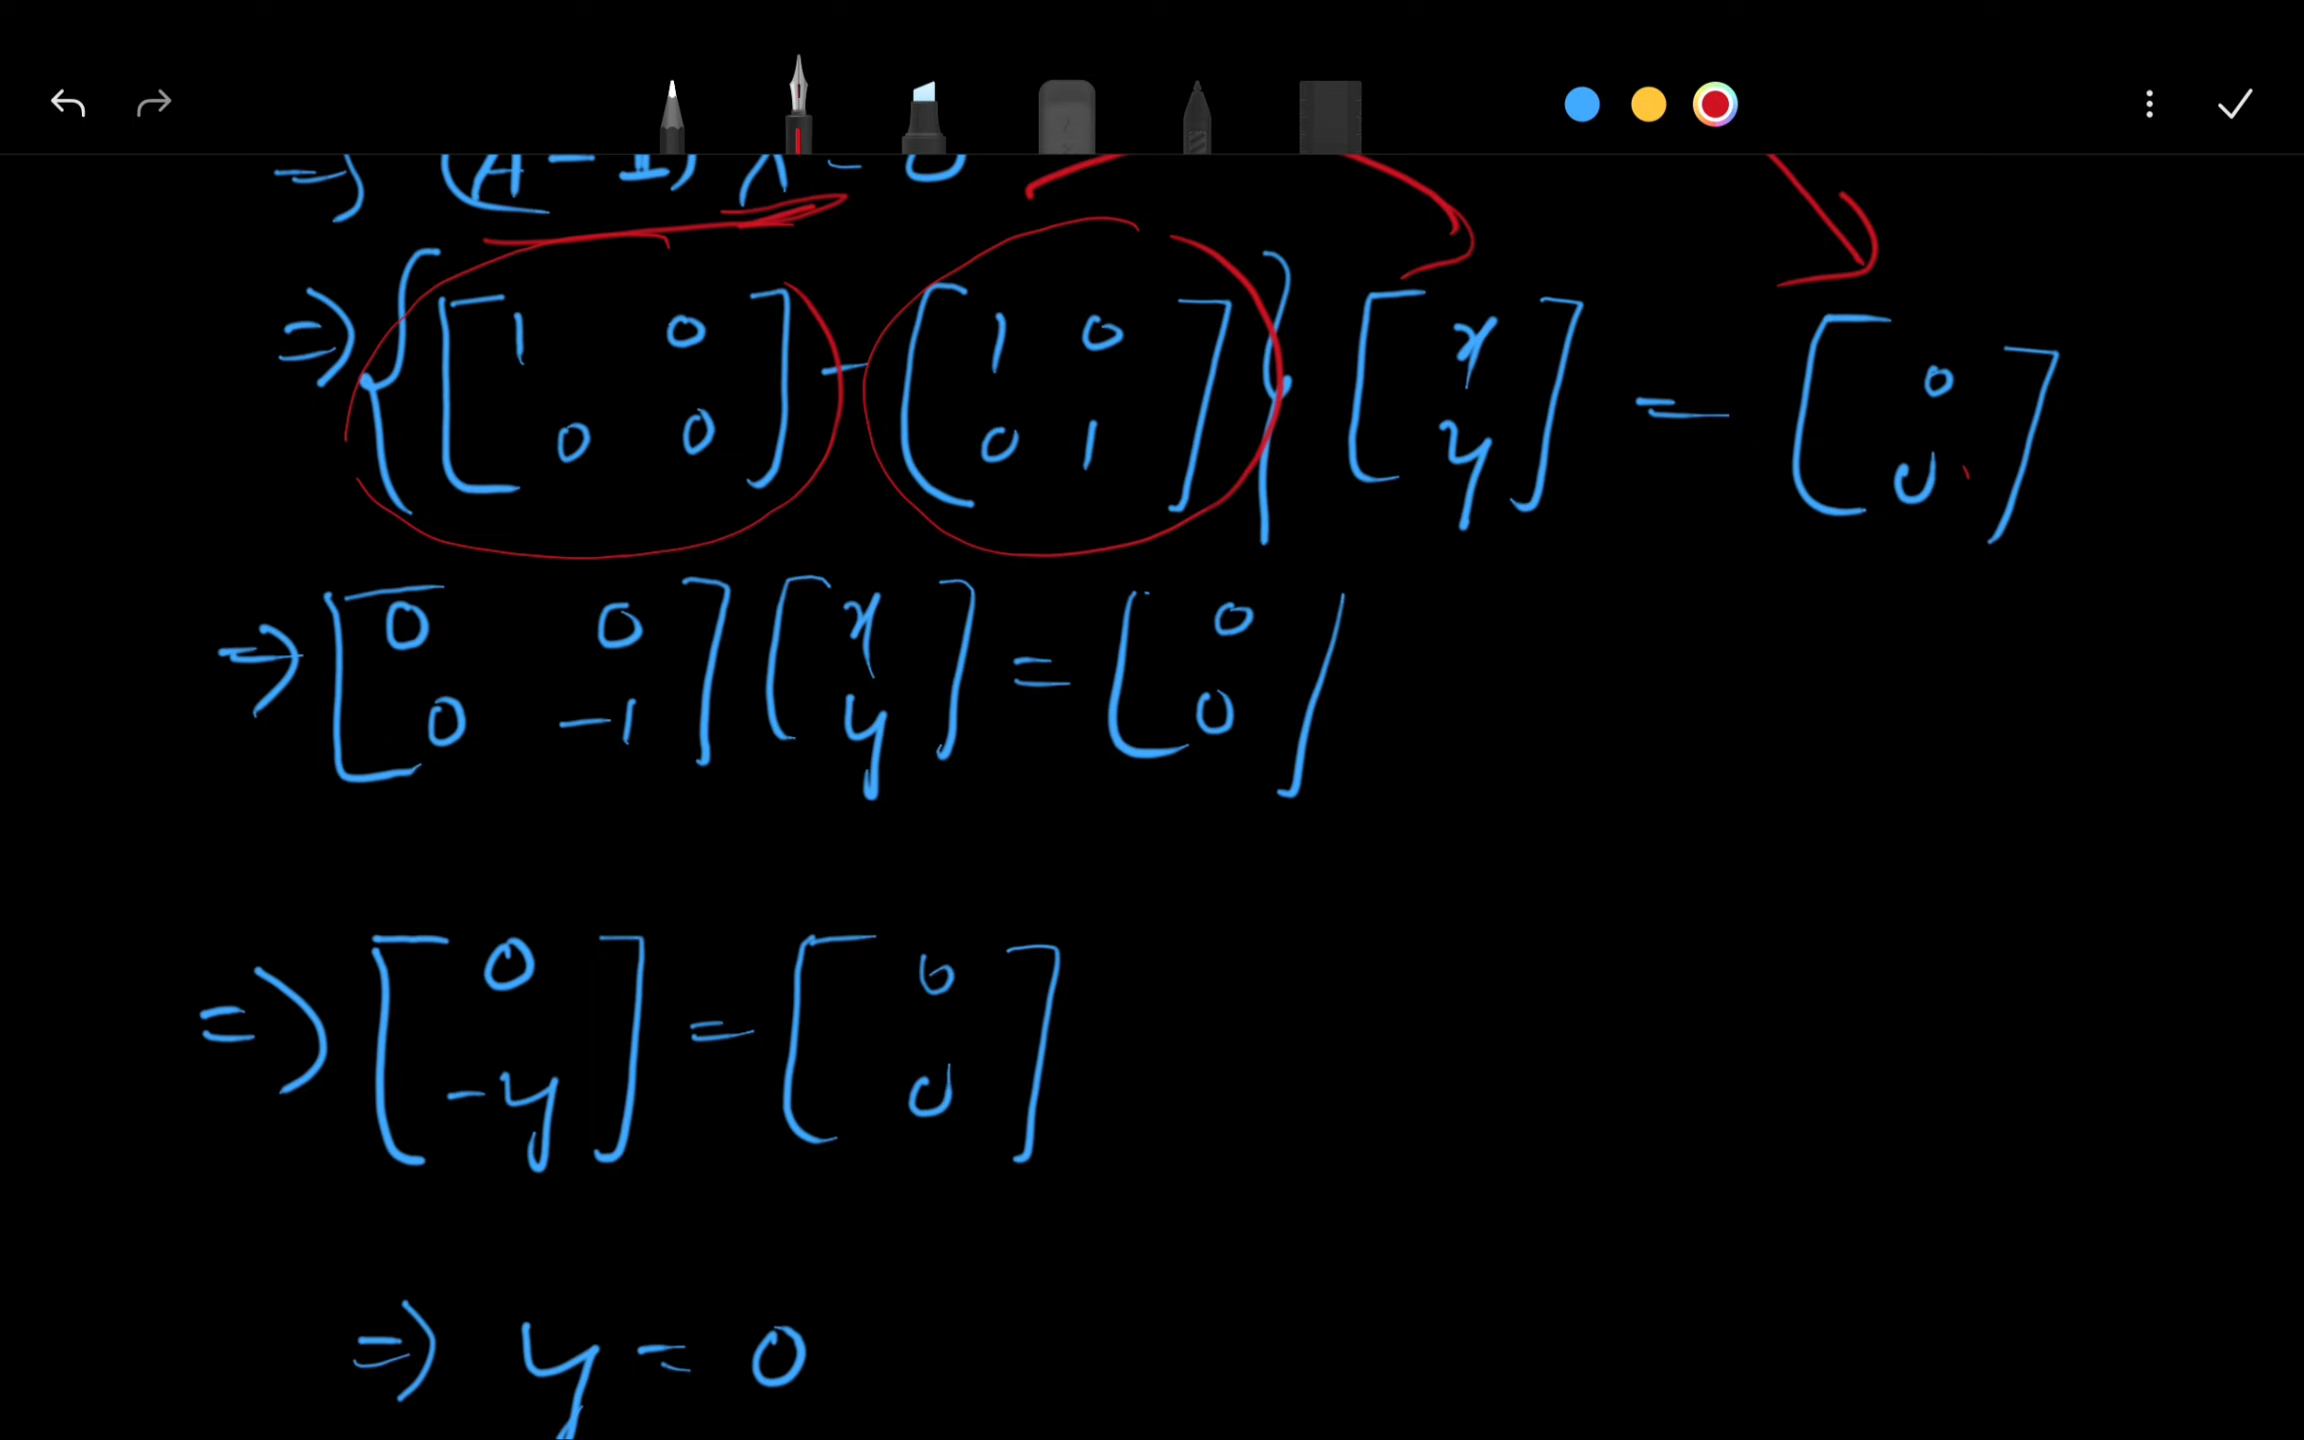 ⇒ (A - I) X = 0
⇒ { [ 1 0 ; 0 0 ] - [ 1 0 ; 0 1 ] } [ x ; y ] = [ 0 ; 0 ]
⇒ [ 0 0 ; 0 -1 ] [ x ; y ] = [ 0 ; 0 ]
⇒ [ 0 ; -y ] = [ 0 ; 0 ]
⇒ y = 0